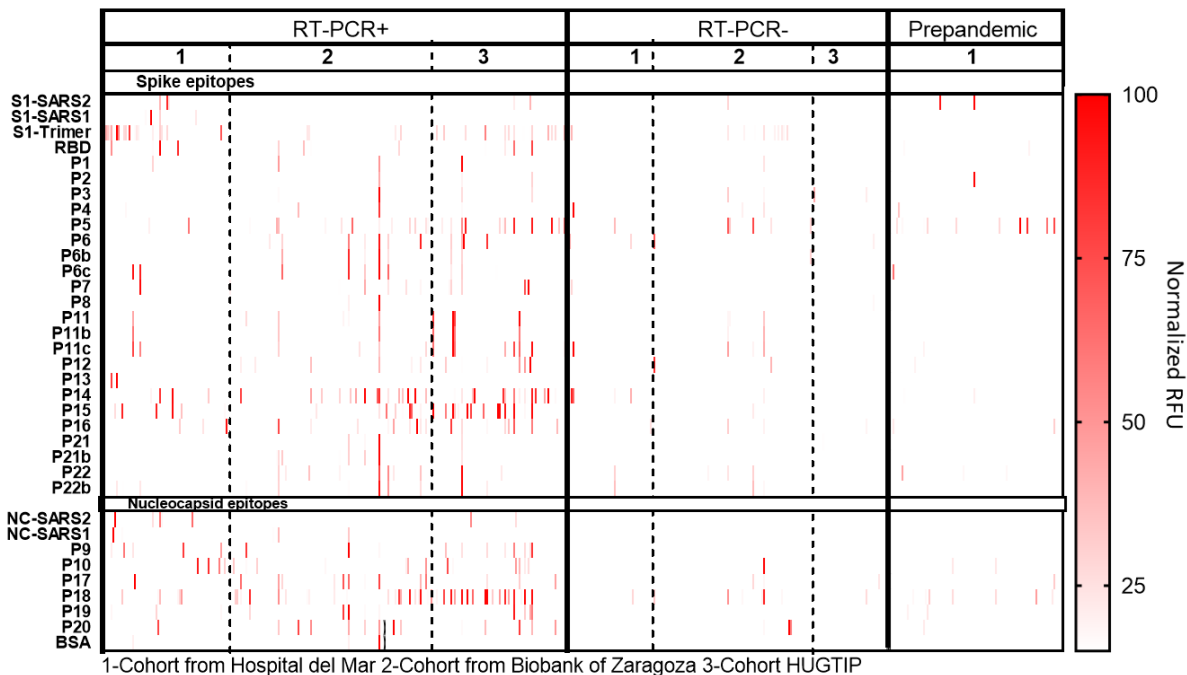 RT-PCR+ RT-PCR- Prepandemic
1 2 3 1 2 3 1
Spike epitopes
S1-SARS2
S1-SARS1
S1-Trimer
RBD
P1
P2
P3
P4
P5
P6
P6b
P6c
P7
P8
P11
P11b
P11c
P12
P13
P14
P15
P16
P21
P21b
P22
P22b
Nucleocapsid epitopes
NC-SARS2
NC-SARS1
P9
P10
P17
P18
P19
P20
BSA
100
75
50
25
Normalized RFU
1-Cohort from Hospital del Mar 2-Cohort from Biobank of Zaragoza 3-Cohort HUGTIP